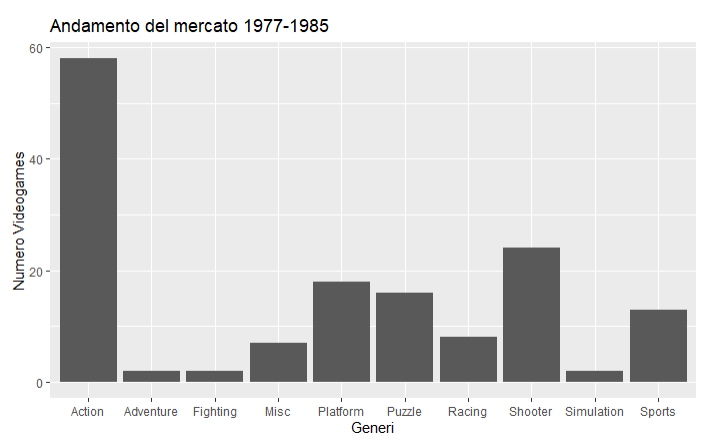 Andamento del mercato 1977-1985
Numero Videogames
60
40
20
0
Action Adventure Fighting Misc Platform Puzzle Racing Shooter Simulation Sports
Generi